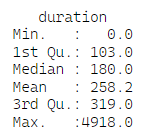 duration
Min.   :   0.0
1st Qu.: 103.0
Median : 180.0
Mean   : 258.2
3rd Qu.: 319.0
Max.   :4918.0